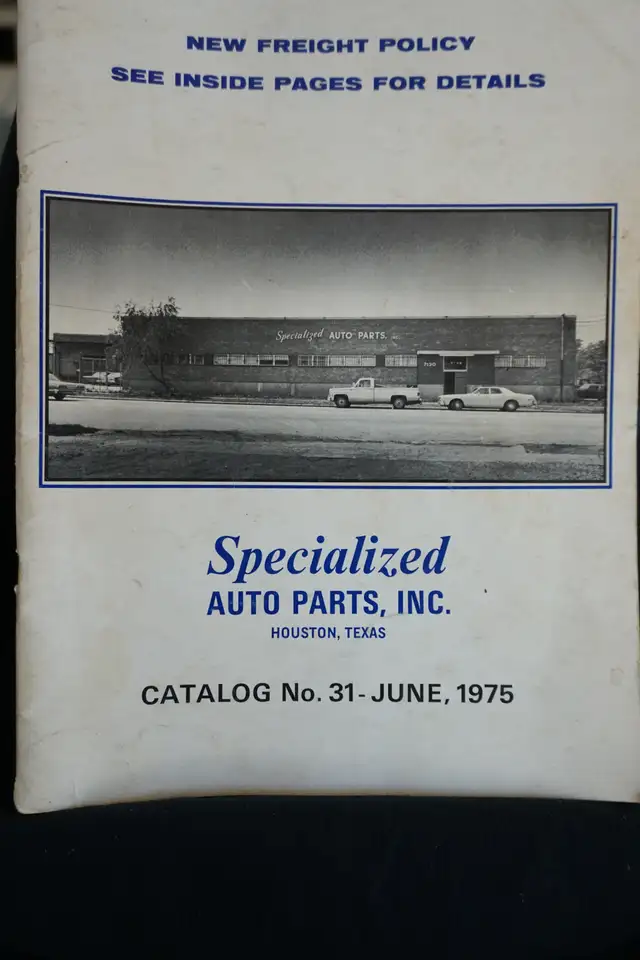 NEW FREIGHT POLICY
SEE INSIDE PAGES FOR DETAILS
Specialized AUTO PARTS, INC.
Specialized
AUTO PARTS, INC.
HOUSTON, TEXAS
CATALOG No. 31 - JUNE, 1975